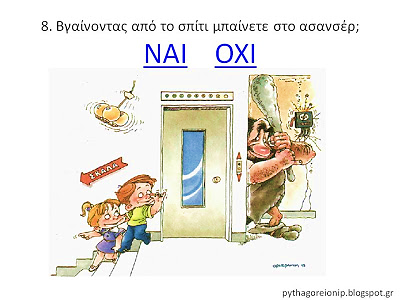 8. Βγαίνοντας από το σπίτι μπαίνετε στο ασανσέρ;
ΝΑΙ ΟΧΙ
ΣΚΑΛΑ
pythagoreionip.blogspot.gr